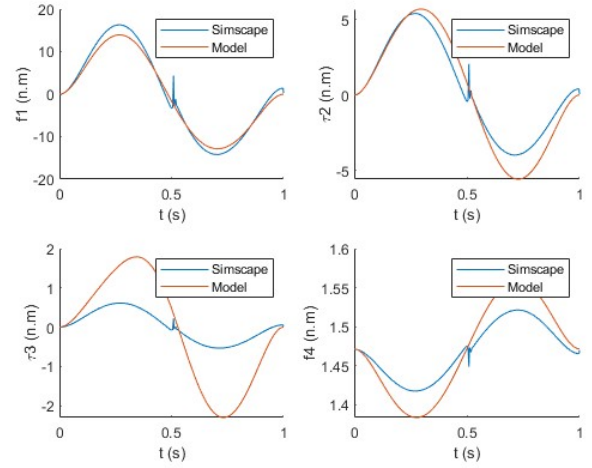 20
10
0
-10
-20
f1 (n.m)
0
0.5
1
t (s)
Simscape
Model
5
0
-5
τ2 (n.m)
0
0.5
1
t (s)
Simscape
Model
2
1
0
-1
-2
τ3 (n.m)
0
0.5
1
t (s)
Simscape
Model
1.6
1.55
1.5
1.45
1.4
f4 (n.m)
0
0.5
1
t (s)
Simscape
Model